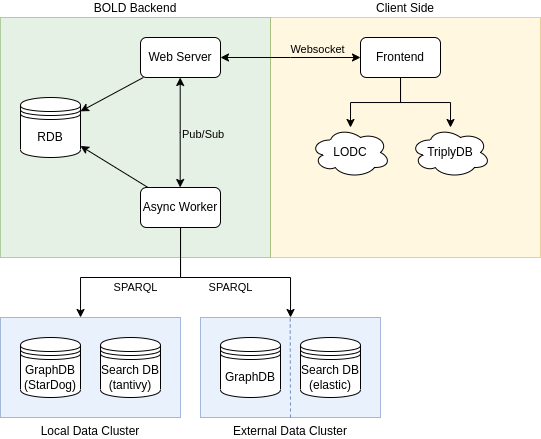 BOLD Backend
Client Side
Web Server
Websocket
Frontend
RDB
Pub/Sub
LODC
TriplyDB
Async Worker
SPARQL
SPARQL
GraphDB
(StarDog)
Search DB
(tantivy)
GraphDB
Search DB
(elastic)
Local Data Cluster
External Data Cluster